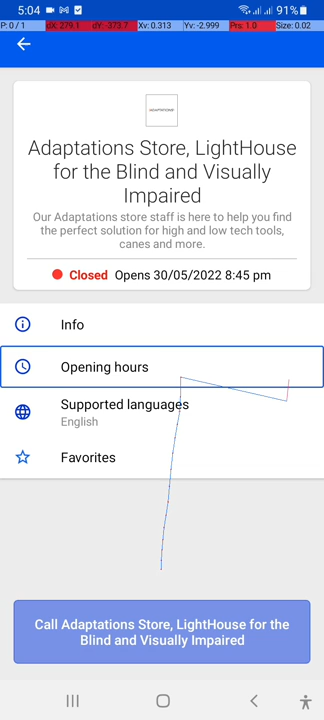 5:04
91%
P: 0 / 1 dX: 279.1 dY: -373.7 Xv: 0.313 Yv: -2.999 Prs: 1.0 Size: 0.02
ADAPTATIONS
Adaptations Store, LightHouse
for the Blind and Visually
Impaired
Our Adaptations store staff is here to help you find
the perfect solution for high and low tech tools,
canes and more.
Closed Opens 30/05/2022 8:45 pm
Info
Opening hours
Supported languages
English
Favorites
Call Adaptations Store, LightHouse for the
Blind and Visually Impaired